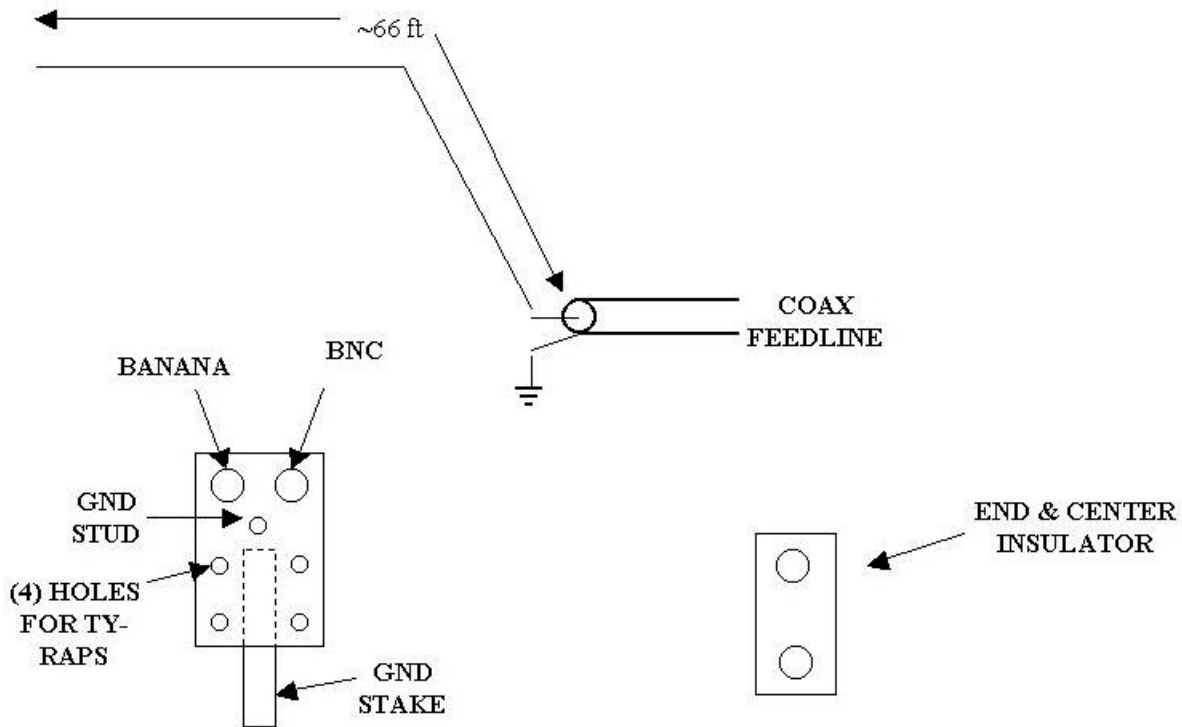 ~66 ft
COAX
FEEDLINE
BNC
BANANA
GND
STUD
(4) HOLES
FOR TY-
RAPS
GND
STAKE
END & CENTER
INSULATOR